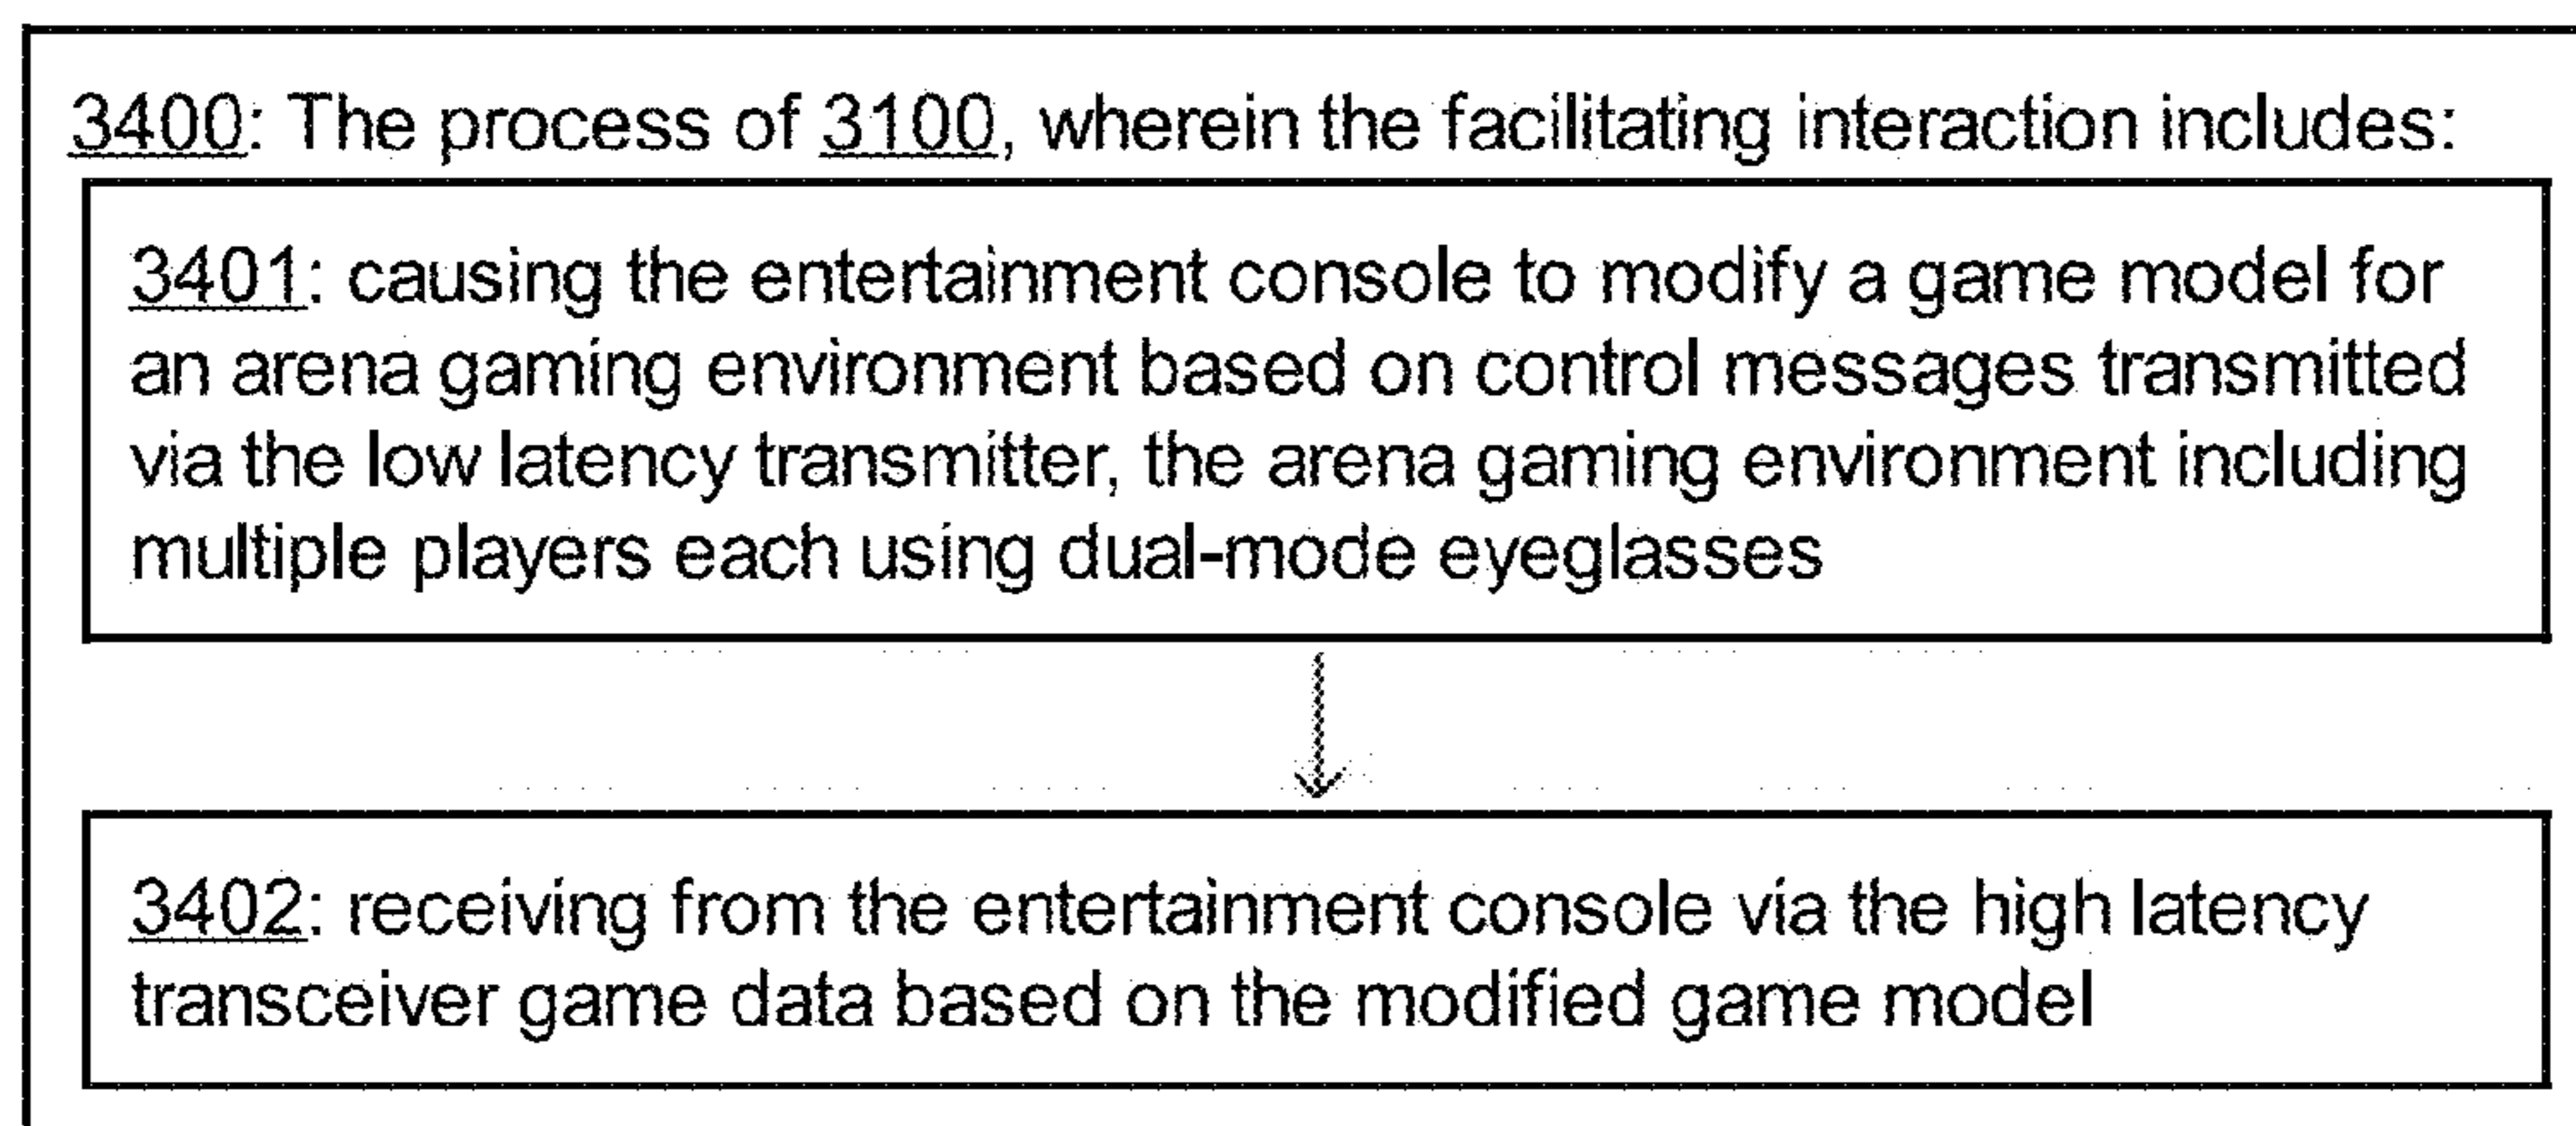 3400: The process of 3100, wherein the facilitating interaction includes:
3401: causing the entertainment console to modify a game model for
an arena gaming environment based on control messages transmitted
via the low latency transmitter, the arena gaming environment including
multiple players each using dual-mode eyeglasses
3402: receiving from the entertainment console via the high latency
transceiver game data based on the modified game model